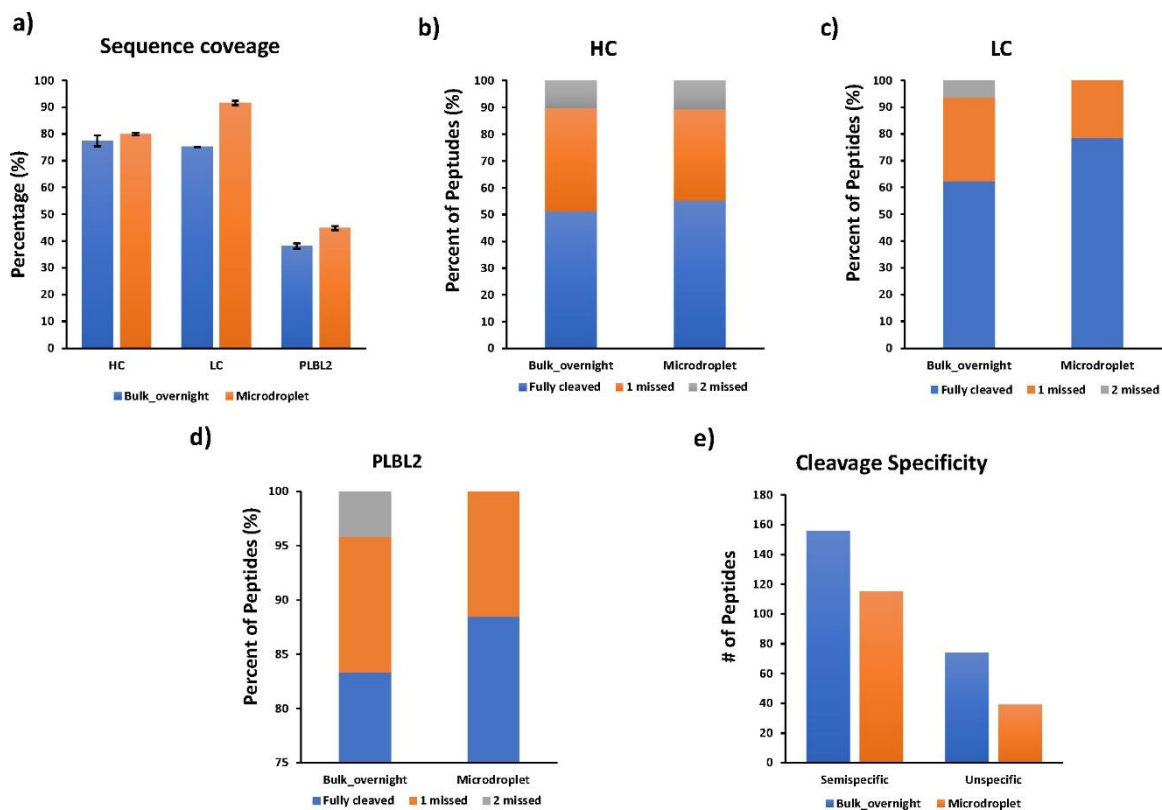 a)
Sequence coveage
Percentage (%)
100
90
80
70
60
50
40
30
20
10
0
HC LC PLBL2
Bulk_overnight Microdroplet
b)
HC
Percent of Peptudes (%)
100
90
80
70
60
50
40
30
20
10
0
Bulk_overnight Microdroplet
Fully cleaved 1 missed 2 missed
c)
LC
Percent of Peptides (%)
100
90
80
70
60
50
40
30
20
10
0
Bulk_overnight Microdroplet
Fully cleaved 1 missed 2 missed
d)
PLBL2
Percent of Peptides (%)
100
95
90
85
80
75
Bulk_overnight Microdroplet
Fully cleaved 1 missed 2 missed
e)
Cleavage Specificity
# of Peptides
180
160
140
120
100
80
60
40
20
0
Semispecific Unspecific
Bulk_overnight Microdroplet